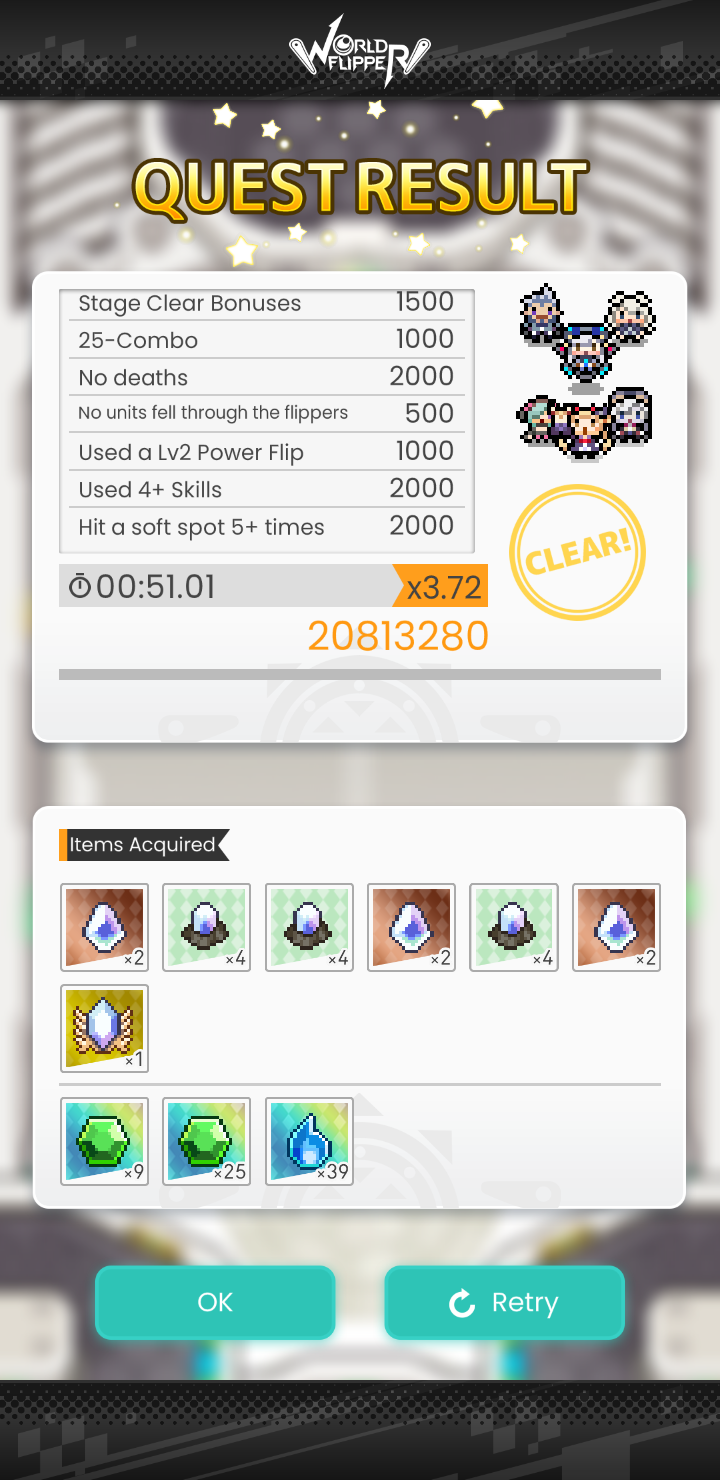 WORLD
FLIPPER
QUEST RESULT
Stage Clear Bonuses 1500
25-Combo 1000
No deaths 2000
No units fell through the flippers 500
Used a Lv2 Power Flip 1000
Used 4+ Skills 2000
Hit a soft spot 5+ times 2000
CLEAR!
00:51.01 x3.72
20813280
Items Acquired
×2 ×4 ×4 ×2 ×4 ×2
×1
×9 ×25 ×39
OK Retry